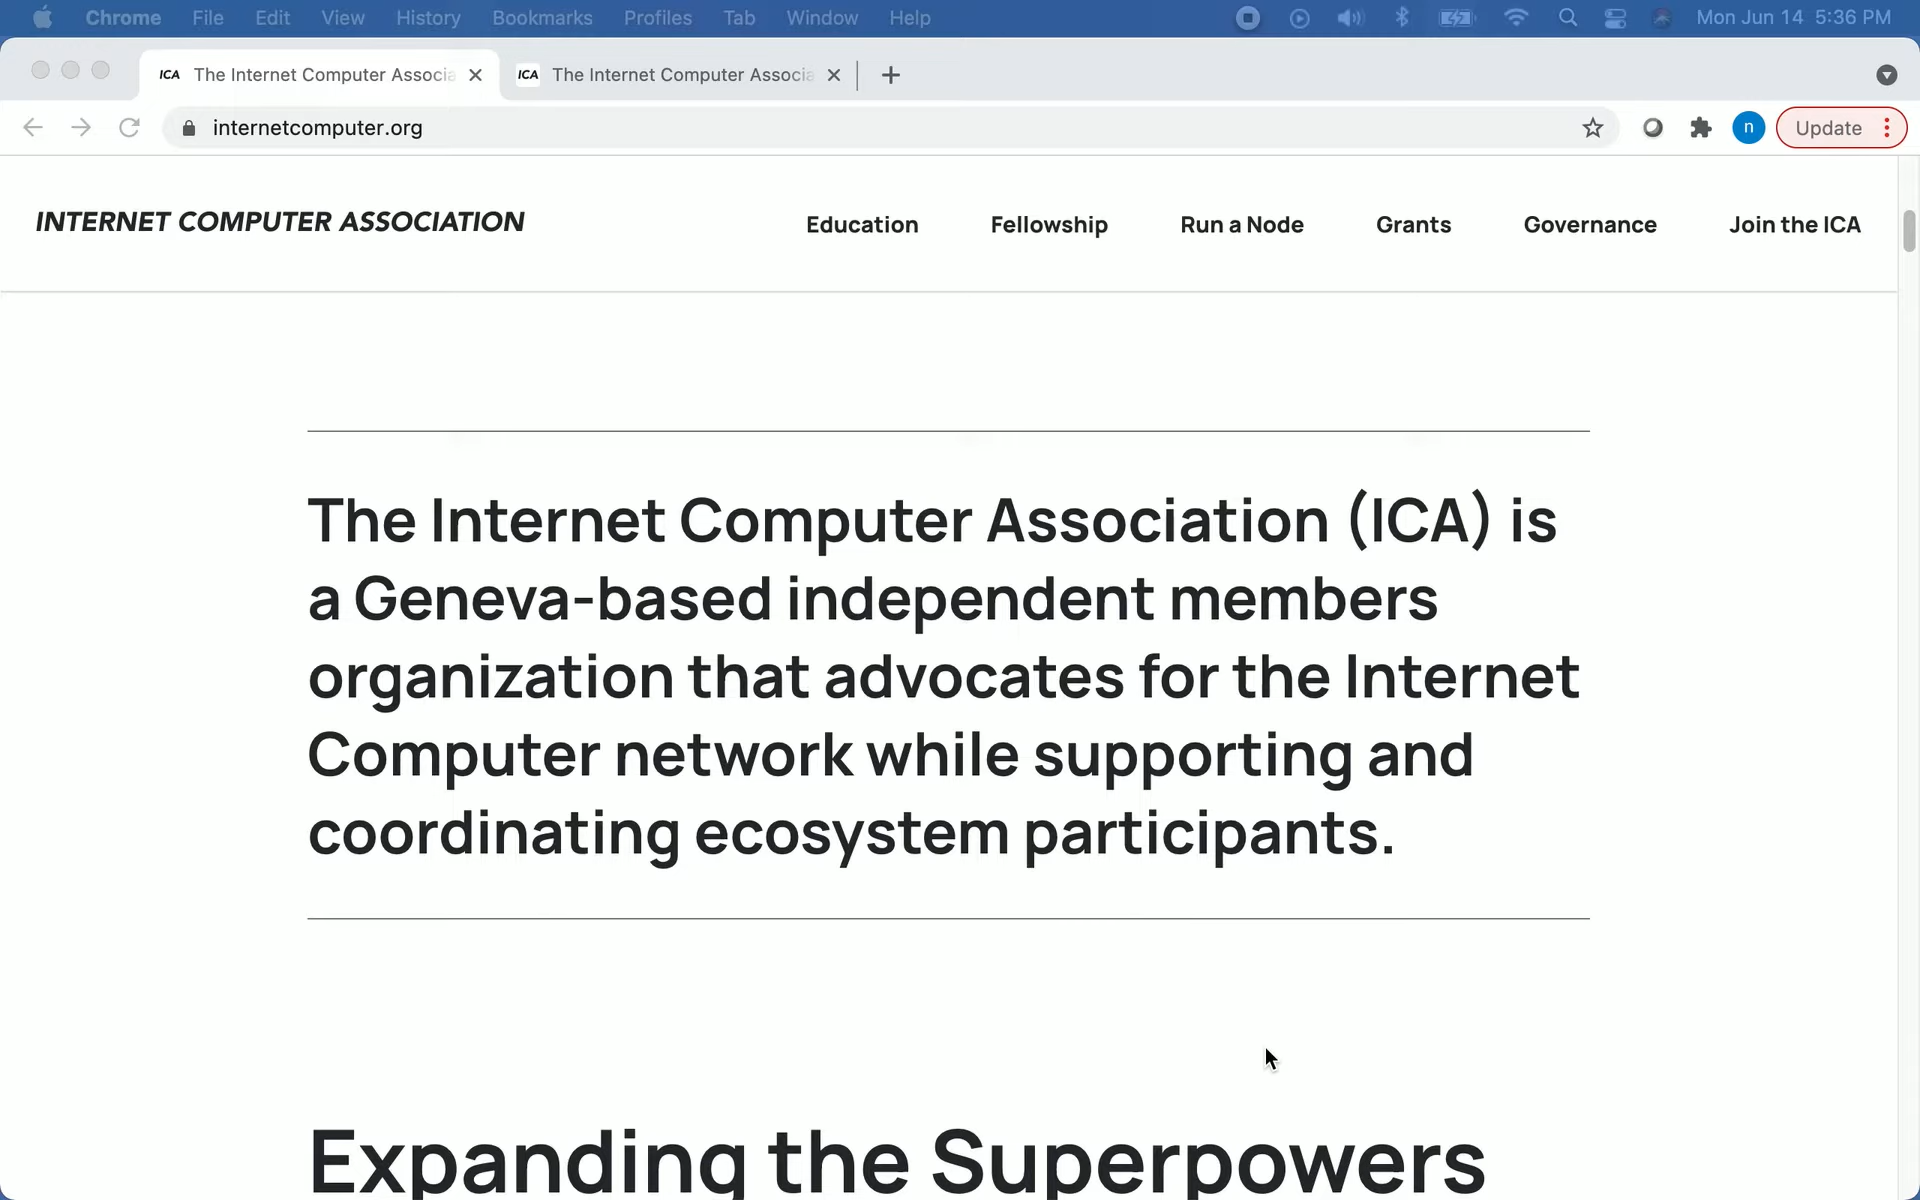 Chrome File Edit View History Bookmarks Profiles Tab Window Help Mon Jun 14 5:36 PM
ICA The Internet Computer Associa ICA The Internet Computer Associa
internetcomputer.org n Update
INTERNET COMPUTER ASSOCIATION Education Fellowship Run a Node Grants Governance Join the ICA
The Internet Computer Association (ICA) is
a Geneva-based independent members
organization that advocates for the Internet
Computer network while supporting and
coordinating ecosystem participants.
Expanding the Superpowers